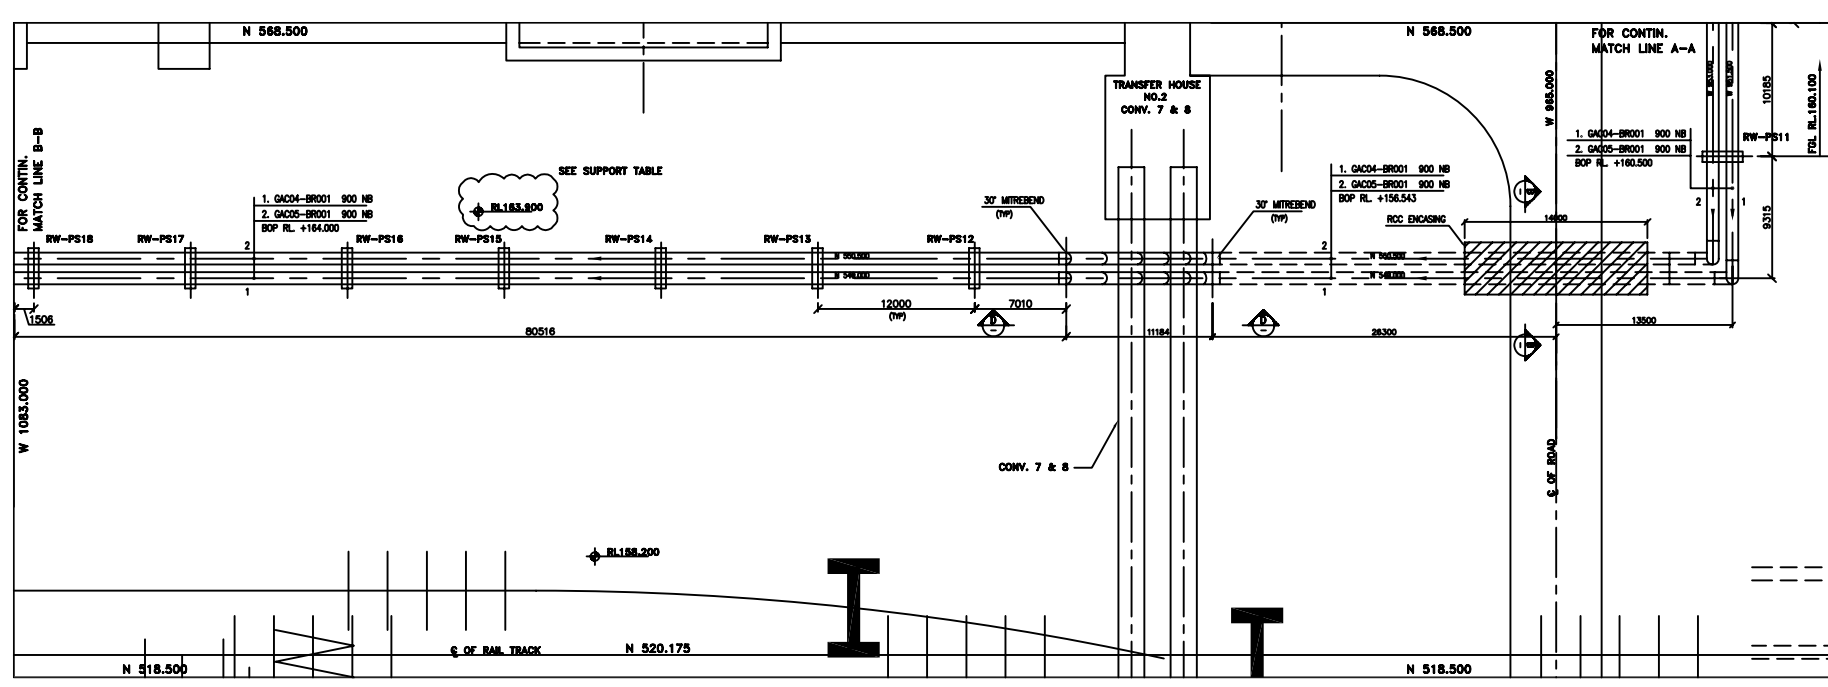 N 568.500
N 568.500
FOR CONTIN.
MATCH LINE A-A
TRANSFER HOUSE
NO.2
CONV. 7 & 8
W 965.000
10185
FGL RL.160.100
FOR CONTIN.
MATCH LINE B-B
SEE SUPPORT TABLE
RL163.900
1. GAC04-BR001 900 NB
2. GAC05-BR001 900 NB
BOP RL. +164.000
30° MITREBEND
(TYP)
30° MITREBEND
(TYP)
1. GAC04-BR001 900 NB
2. GAC05-BR001 900 NB
BOP RL. +156.543
RCC ENCASING
1. GAC04-BR001 900 NB
2. GAC05-BR001 900 NB
BOP RL. +160.500
RW-PS11
2
1
9315
RW-PS18
RW-PS17
RW-PS16
RW-PS15
RW-PS14
RW-PS13
RW-PS12
2
1
2
1
1506
12000
(TYP)
7010
D
D
80516
11184
26300
13500
W 1083.000
CONV. 7 & 8
℄ OF ROAD
RL158.200
℄ OF RAIL TRACK
N 520.175
N 518.500
N 518.500